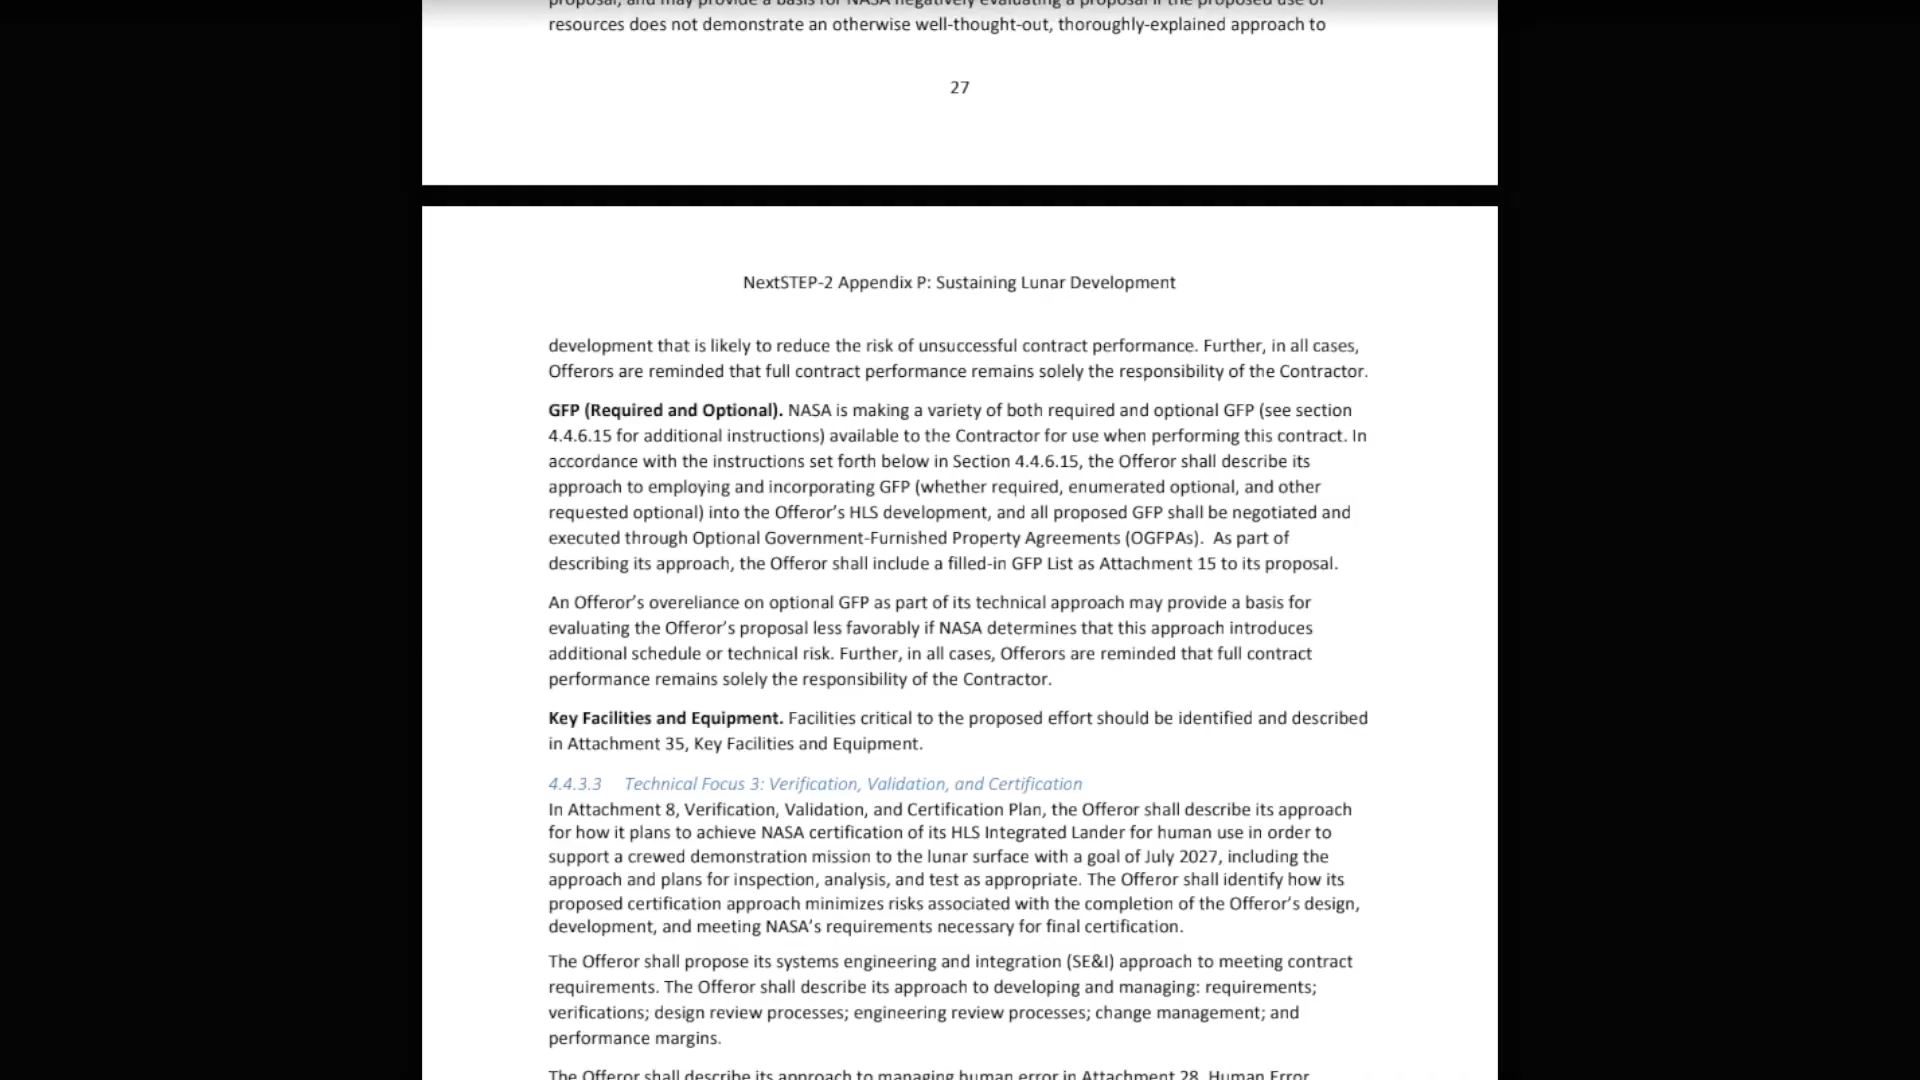 proposal, and may provide a basis for NASA negatively evaluating a proposal if the proposed use of
resources does not demonstrate an otherwise well-thought-out, thoroughly-explained approach to
27
NextSTEP-2 Appendix P: Sustaining Lunar Development
development that is likely to reduce the risk of unsuccessful contract performance. Further, in all cases,
Offerors are reminded that full contract performance remains solely the responsibility of the Contractor.
GFP (Required and Optional). NASA is making a variety of both required and optional GFP (see section
4.4.6.15 for additional instructions) available to the Contractor for use when performing this contract. In
accordance with the instructions set forth below in Section 4.4.6.15, the Offeror shall describe its
approach to employing and incorporating GFP (whether required, enumerated optional, and other
requested optional) into the Offeror's HLS development, and all proposed GFP shall be negotiated and
executed through Optional Government-Furnished Property Agreements (OGFPAs).  As part of
describing its approach, the Offeror shall include a filled-in GFP List as Attachment 15 to its proposal.
An Offeror's overeliance on optional GFP as part of its technical approach may provide a basis for
evaluating the Offeror's proposal less favorably if NASA determines that this approach introduces
additional schedule or technical risk. Further, in all cases, Offerors are reminded that full contract
performance remains solely the responsibility of the Contractor.
Key Facilities and Equipment. Facilities critical to the proposed effort should be identified and described
in Attachment 35, Key Facilities and Equipment.
4.4.3.3 Technical Focus 3: Verification, Validation, and Certification
In Attachment 8, Verification, Validation, and Certification Plan, the Offeror shall describe its approach
for how it plans to achieve NASA certification of its HLS Integrated Lander for human use in order to
support a crewed demonstration mission to the lunar surface with a goal of July 2027, including the
approach and plans for inspection, analysis, and test as appropriate. The Offeror shall identify how its
proposed certification approach minimizes risks associated with the completion of the Offeror's design,
development, and meeting NASA's requirements necessary for final certification.
The Offeror shall propose its systems engineering and integration (SE&I) approach to meeting contract
requirements. The Offeror shall describe its approach to developing and managing: requirements;
verifications; design review processes; engineering review processes; change management; and
performance margins.
The Offeror shall describe its approach to managing human error in Attachment 28, Human Error